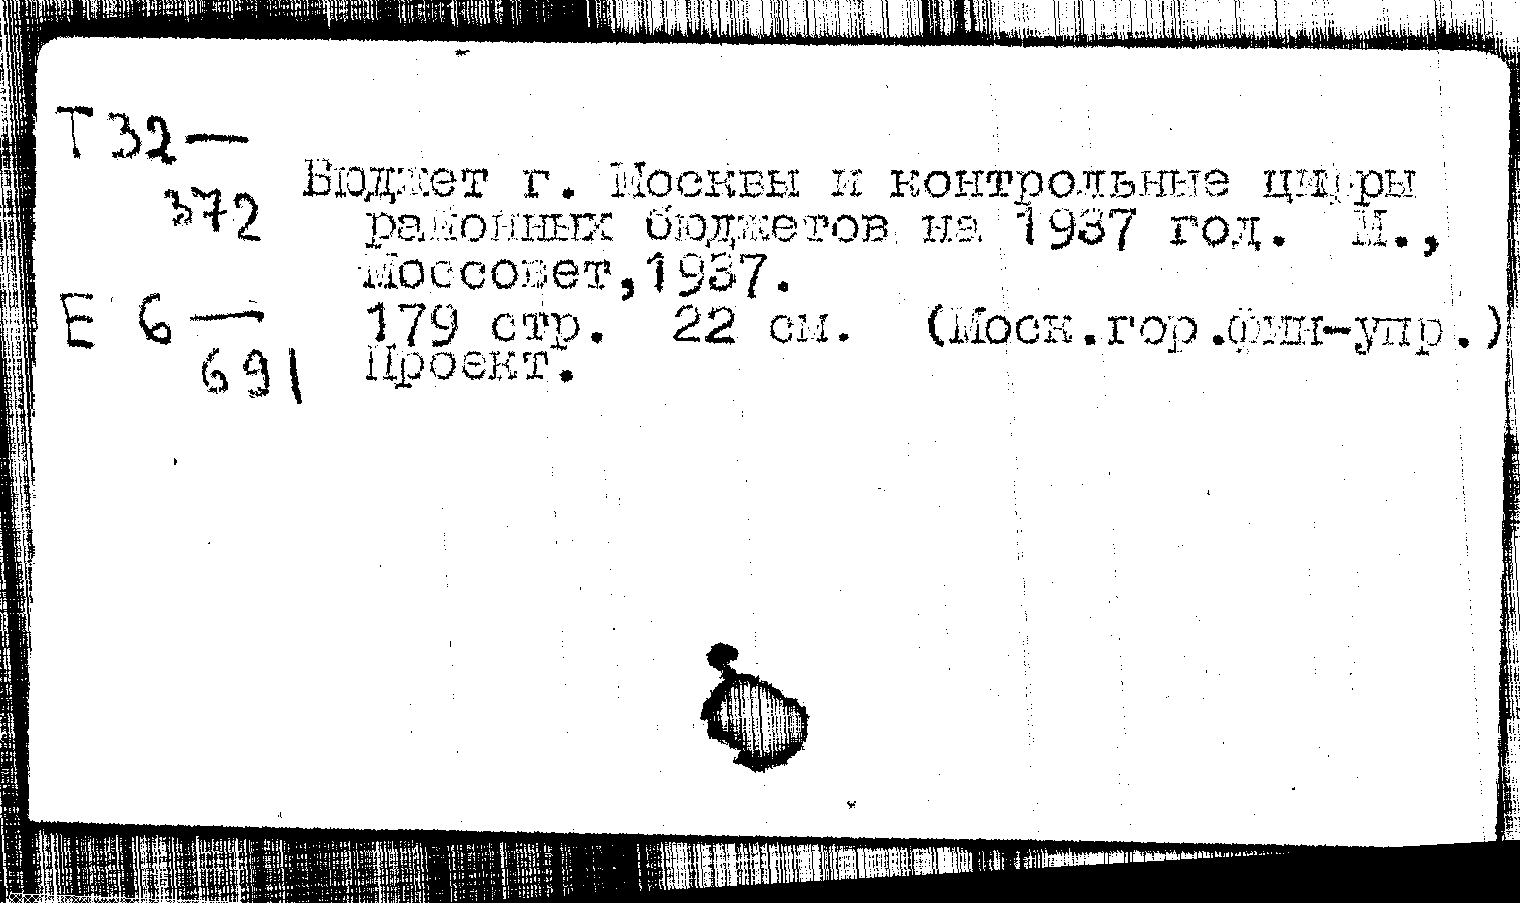 Т 32—
372
Бюджет г. Москвы и контрольные цифры
районных бюджетов на 1937 год. М.,
Моссовет,1937.
Е 6—
691
179 стр. 22 см. (Моск.гор.фин-упр.)
Проект.